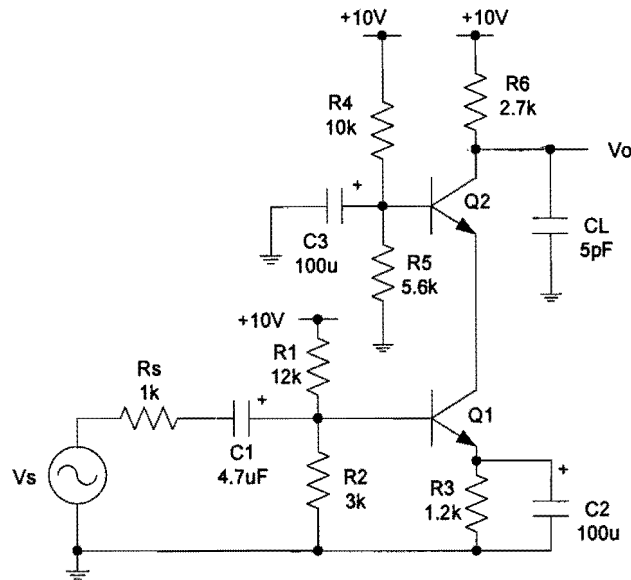 +10V
+10V
R4
10k
R6
2.7k
Vo
Q2
C3
100u
+
R5
5.6k
CL
5pF
+10V
R1
12k
Rs
1k
+
C1
4.7uF
Q1
Vs
R2
3k
R3
1.2k
+
C2
100u